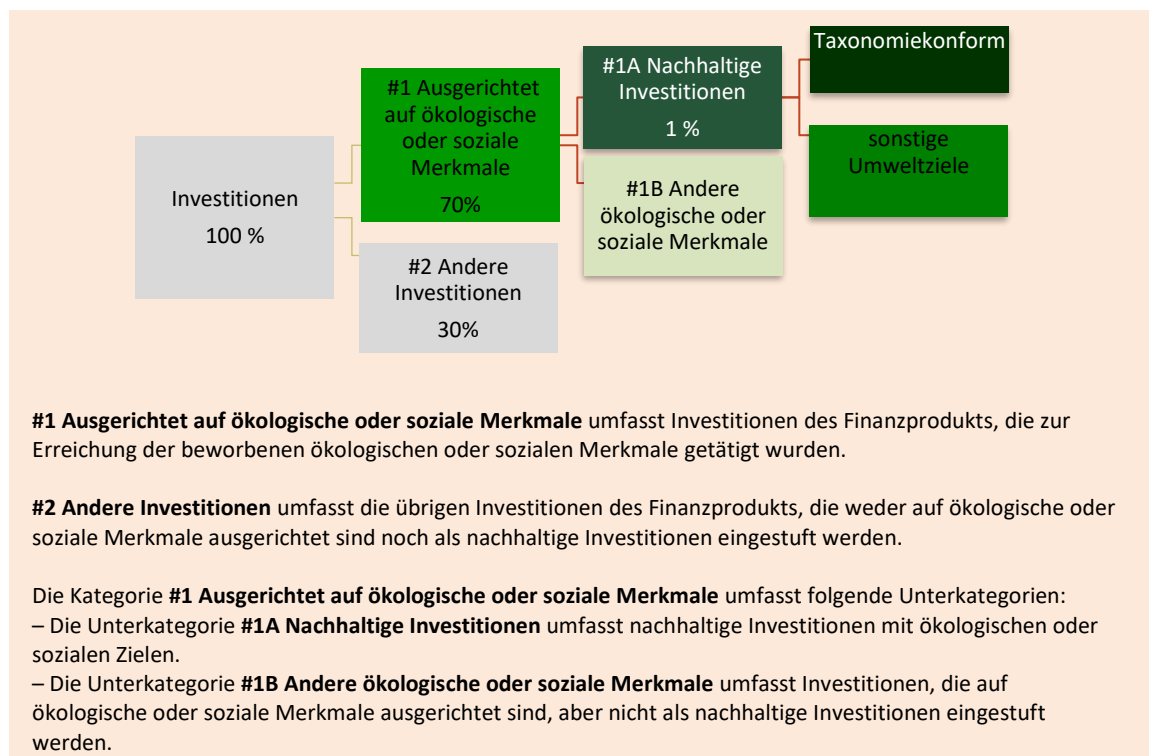 Investitionen
100 %
#1 Ausgerichtet
auf ökologische
oder soziale
Merkmale
70%
#2 Andere
Investitionen
30%
#1A Nachhaltige
Investitionen
1 %
#1B Andere
ökologische oder
soziale Merkmale
Taxonomiekonform
sonstige
Umweltziele
#1 Ausgerichtet auf ökologische oder soziale Merkmale umfasst Investitionen des Finanzprodukts, die zur
Erreichung der beworbenen ökologischen oder sozialen Merkmale getätigt wurden.
#2 Andere Investitionen umfasst die übrigen Investitionen des Finanzprodukts, die weder auf ökologische oder
soziale Merkmale ausgerichtet sind noch als nachhaltige Investitionen eingestuft werden.
Die Kategorie #1 Ausgerichtet auf ökologische oder soziale Merkmale umfasst folgende Unterkategorien:
– Die Unterkategorie #1A Nachhaltige Investitionen umfasst nachhaltige Investitionen mit ökologischen oder
sozialen Zielen.
– Die Unterkategorie #1B Andere ökologische oder soziale Merkmale umfasst Investitionen, die auf
ökologische oder soziale Merkmale ausgerichtet sind, aber nicht als nachhaltige Investitionen eingestuft
werden.